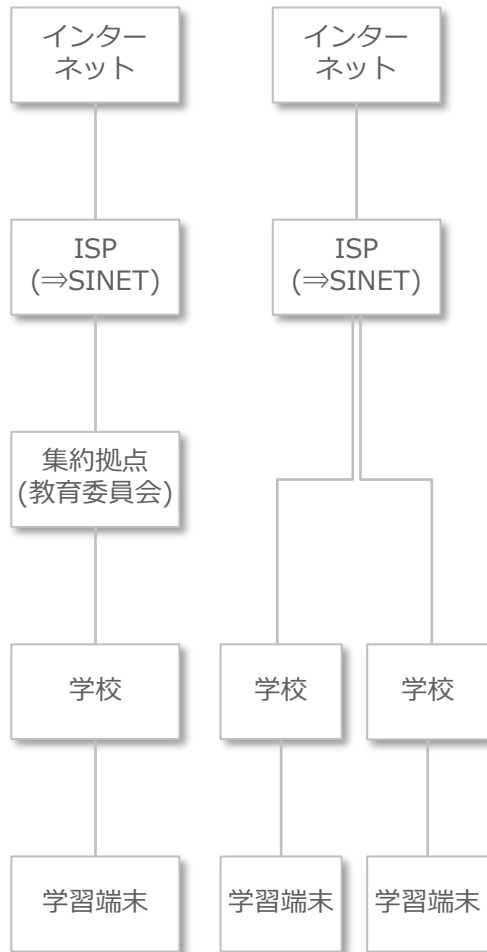 インター
ネット
ISP
(⇒SINET)
集約拠点
(教育委員会)
学校
学習端末
インター
ネット
ISP
(⇒SINET)
学校
学校
学習端末
学習端末